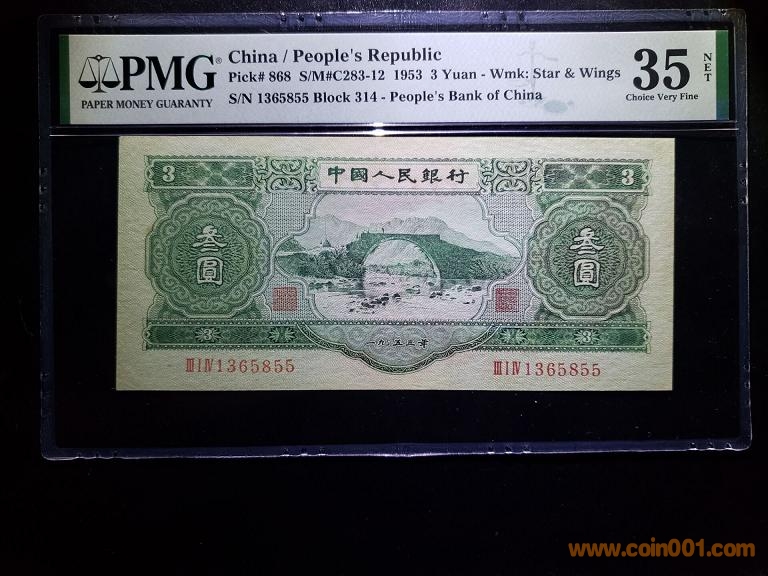 PMG
PAPER MONEY GUARANTY
China / People's Republic
Pick# 868 S/M#C283-12 1953 3 Yuan - Wmk: Star & Wings
S/N 1365855 Block 314 - People's Bank of China
35 NET
Choice Very Fine
3 中國人民銀行 3
叁圓 叁圓
3 一九五三年 3
ⅢⅠⅣ1365855 ⅢⅠⅣ1365855
www.coin001.com